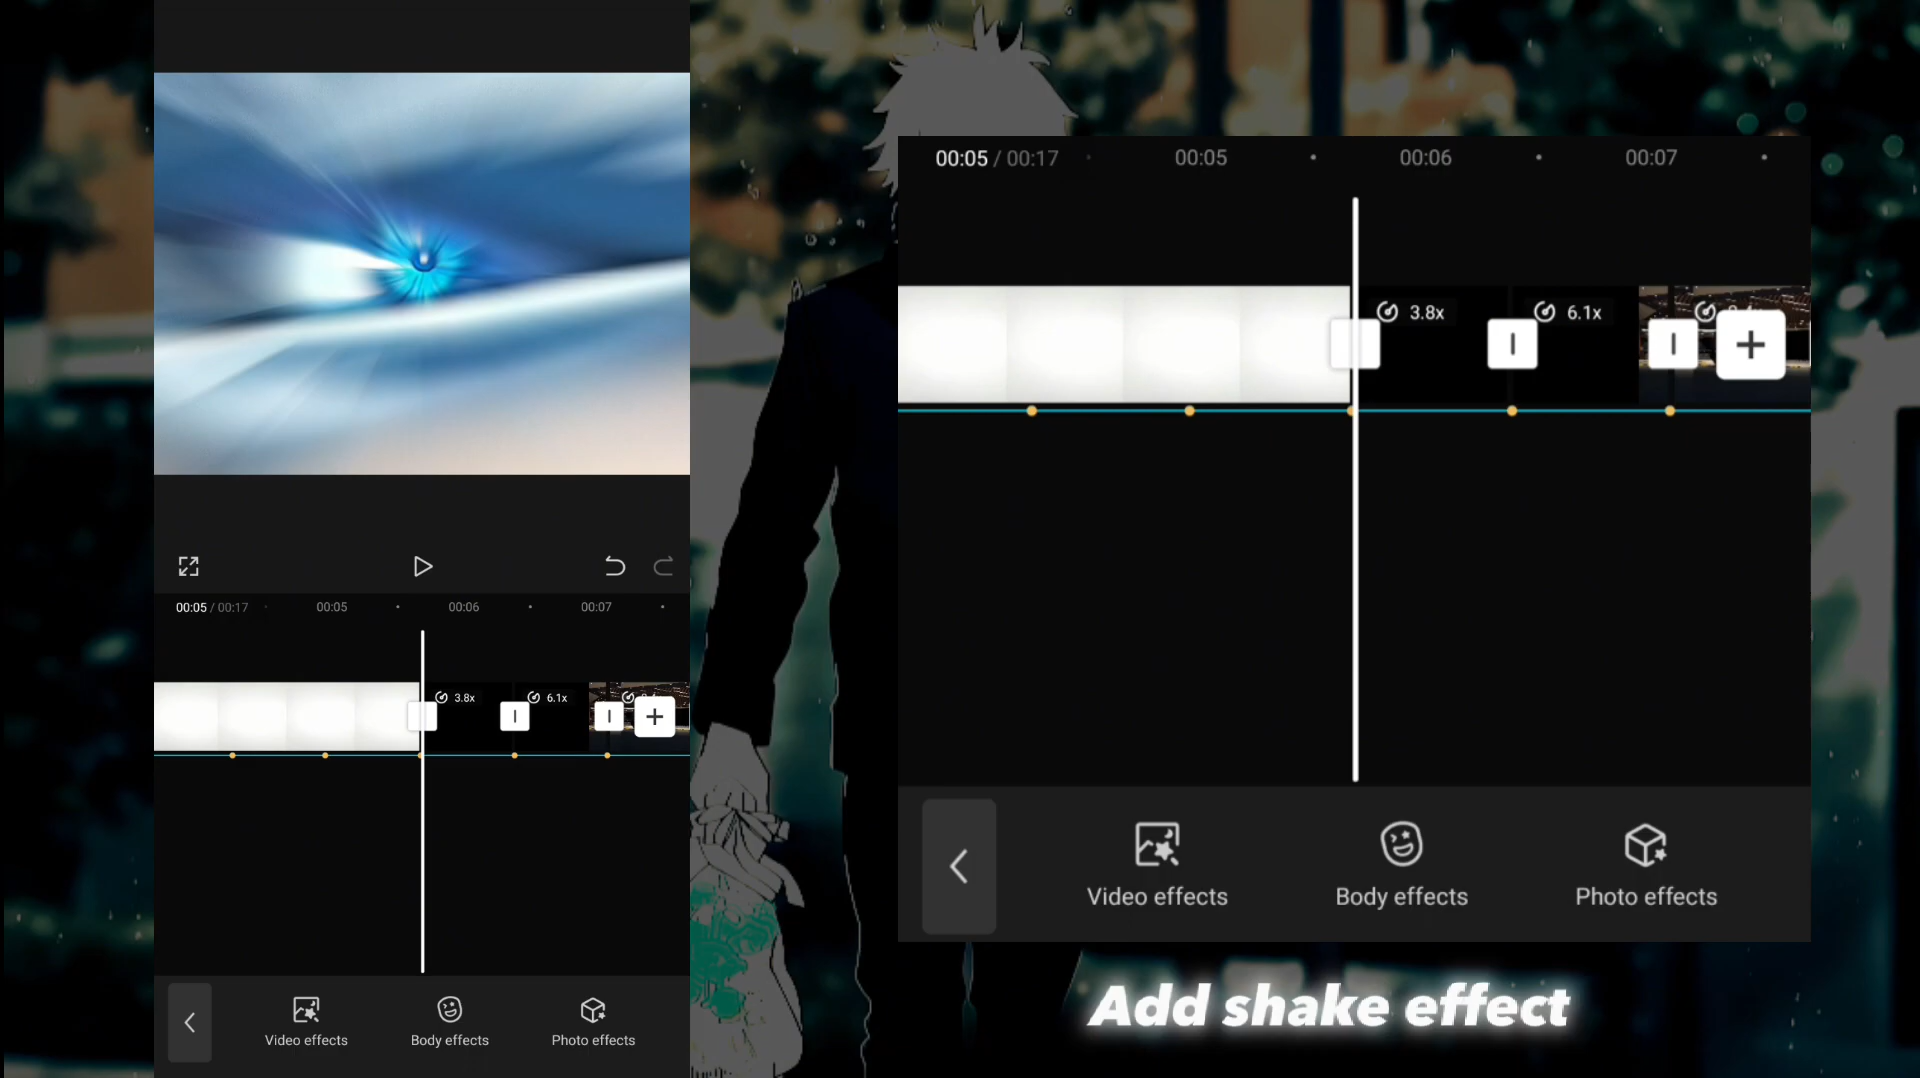 00:05 / 00:17 00:05 00:06 00:07
3.8x 6.1x
Video effects Body effects Photo effects
00:05 / 00:17 00:05 00:06 00:07
3.8x 6.1x
Video effects Body effects Photo effects
Add shake effect